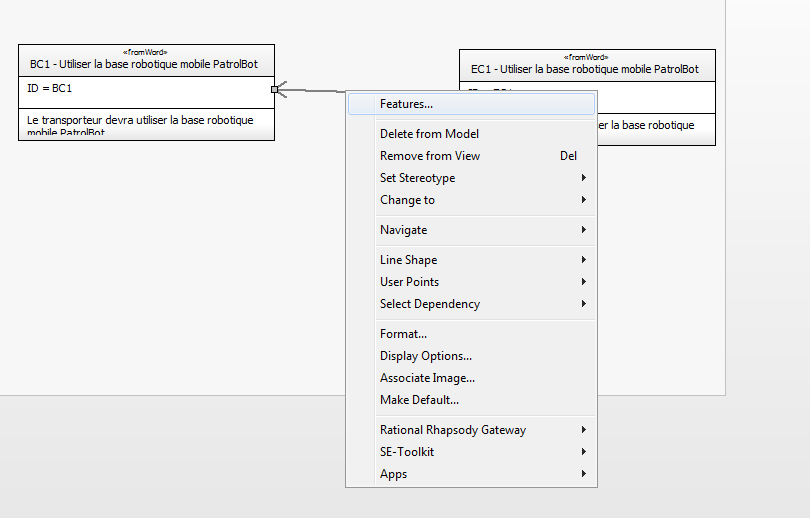 «fromWord»
BC1 - Utiliser la base robotique mobile PatrolBot
ID = BC1
Le transporteur devra utiliser la base robotique
mobile PatrolBot
«fromWord»
EC1 - Utiliser la base robotique mobile PatrolBot
er la base robotique
Features...
Delete from Model
Remove from View Del
Set Stereotype
Change to
Navigate
Line Shape
User Points
Select Dependency
Format...
Display Options...
Associate Image...
Make Default...
Rational Rhapsody Gateway
SE-Toolkit
Apps